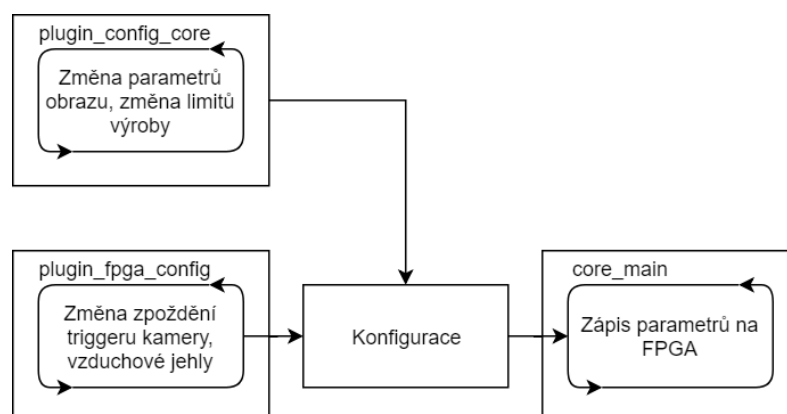 plugin_config_core
Změna parametrů
obrazu, změna limitů
výroby
plugin_fpga_config
Změna zpoždění
triggeru kamery,
vzduchové jehly
Konfigurace
core_main
Zápis parametrů na
FPGA